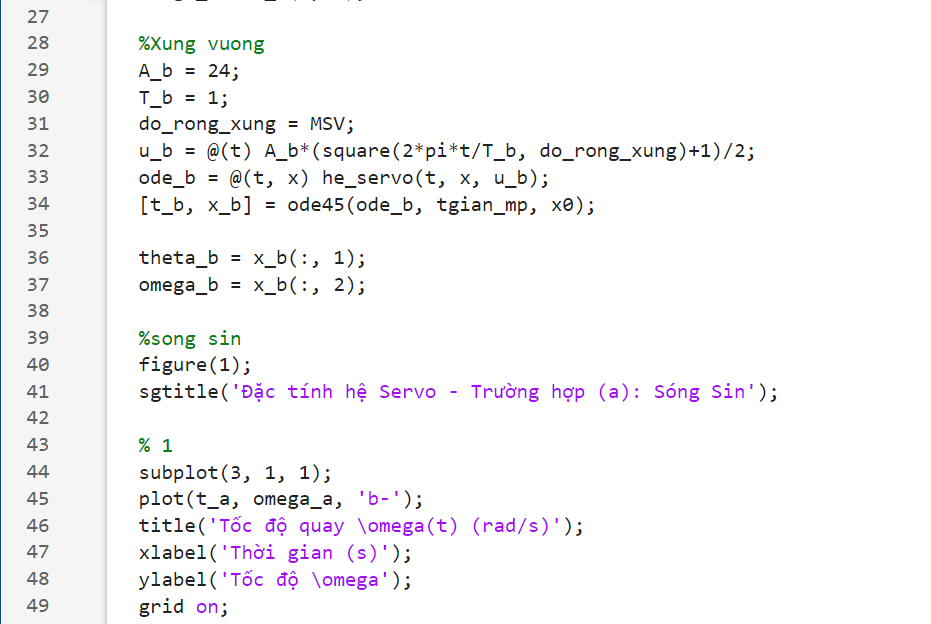 27
28 %Xung vuong
29 A_b = 24;
30 T_b = 1;
31 do_rong_xung = MSV;
32 u_b = @(t) A_b*(square(2*pi*t/T_b, do_rong_xung)+1)/2;
33 ode_b = @(t, x) he_servo(t, x, u_b);
34 [t_b, x_b] = ode45(ode_b, tgian_mp, x0);
35
36 theta_b = x_b(:, 1);
37 omega_b = x_b(:, 2);
38
39 %song sin
40 figure(1);
41 sgtitle('Đặc tính hệ Servo - Trường hợp (a): Sóng Sin');
42
43 % 1
44 subplot(3, 1, 1);
45 plot(t_a, omega_a, 'b-');
46 title('Tốc độ quay \omega(t) (rad/s)');
47 xlabel('Thời gian (s)');
48 ylabel('Tốc độ \omega');
49 grid on;